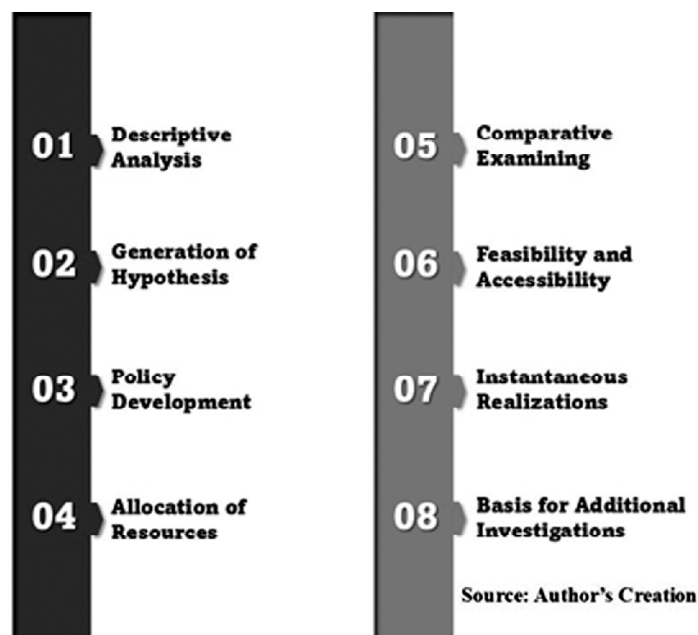 01
Descriptive
Analysis
02
Generation of
Hypothesis
03
Policy
Development
04
Allocation of
Resources
05
Comparative
Examining
06
Feasibility and
Accessibility
07
Instantaneous
Realizations
08
Basis for Additional
Investigations
Source: Author's Creation